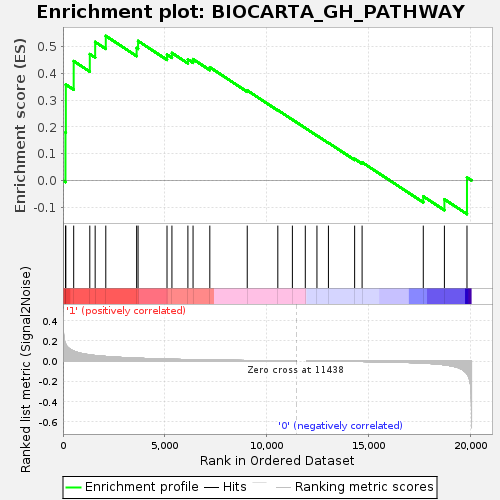 Enrichment plot: BIOCARTA_GH_PATHWAY
Enrichment score (ES)
0.5
0.4
0.3
0.2
0.1
0.0
-0.1
'1' (positively correlated)
Ranked list metric (Signal2Noise)
0.4
0.2
0.0
-0.2
-0.4
-0.6
Zero cross at 11438
'0' (negatively correlated)
0
5,000
10,000
15,000
20,000
Rank in Ordered Dataset
Enrichment profile
Hits
Ranking metric scores